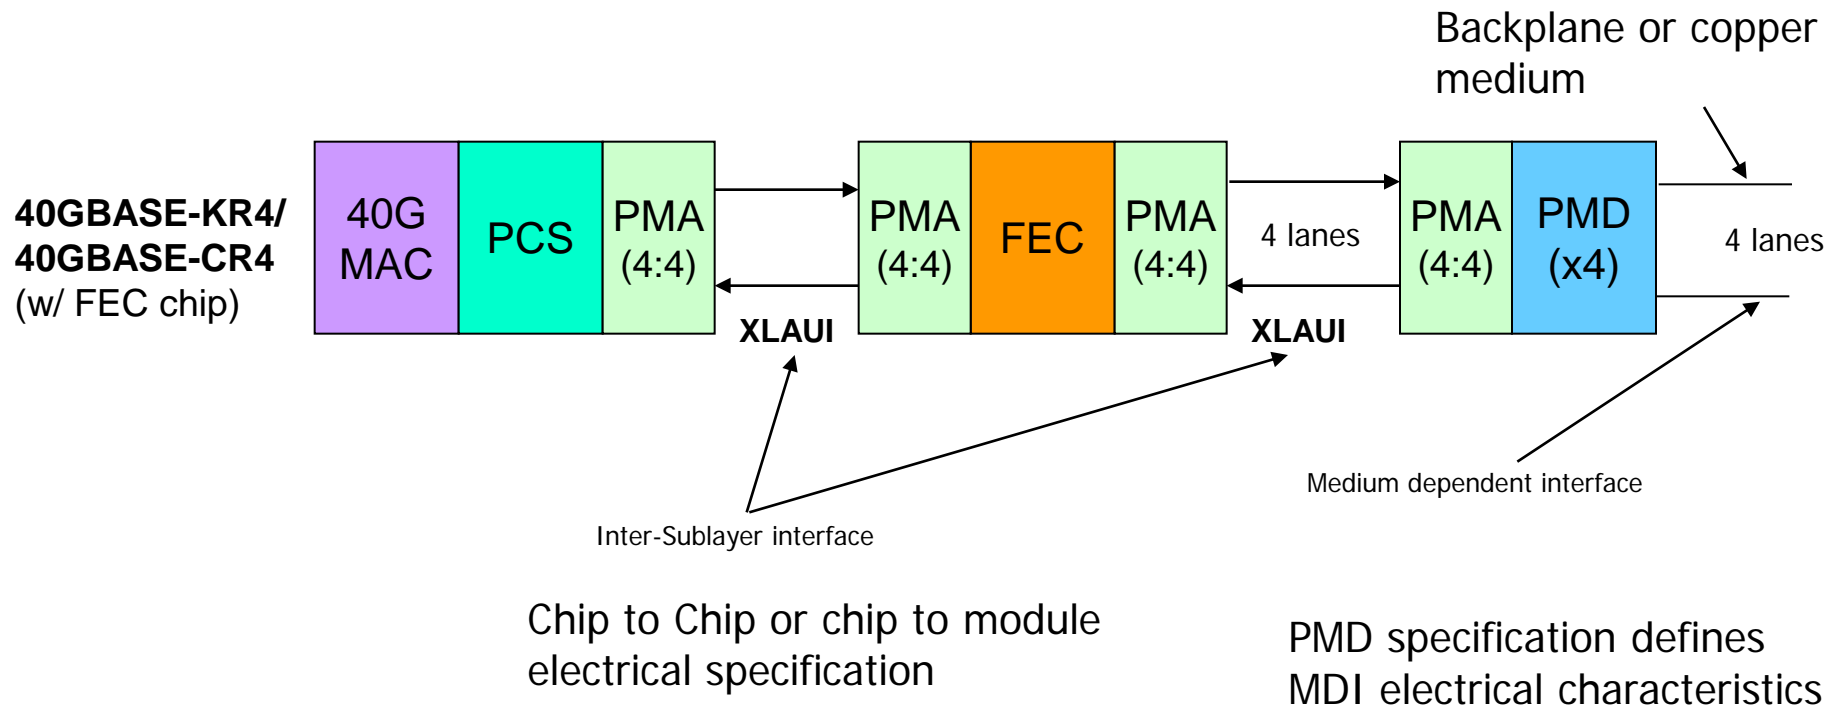 Backplane or copper
medium
40GBASE-KR4/
40GBASE-CR4
(w/ FEC chip)
40G
MAC
PCS
PMA
(4:4)
XLAUI
PMA
(4:4)
FEC
PMA
(4:4)
4 lanes
XLAUI
PMA
(4:4)
PMD
(x4)
4 lanes
Medium dependent interface
Inter-Sublayer interface
Chip to Chip or chip to module
electrical specification
PMD specification defines
MDI electrical characteristics